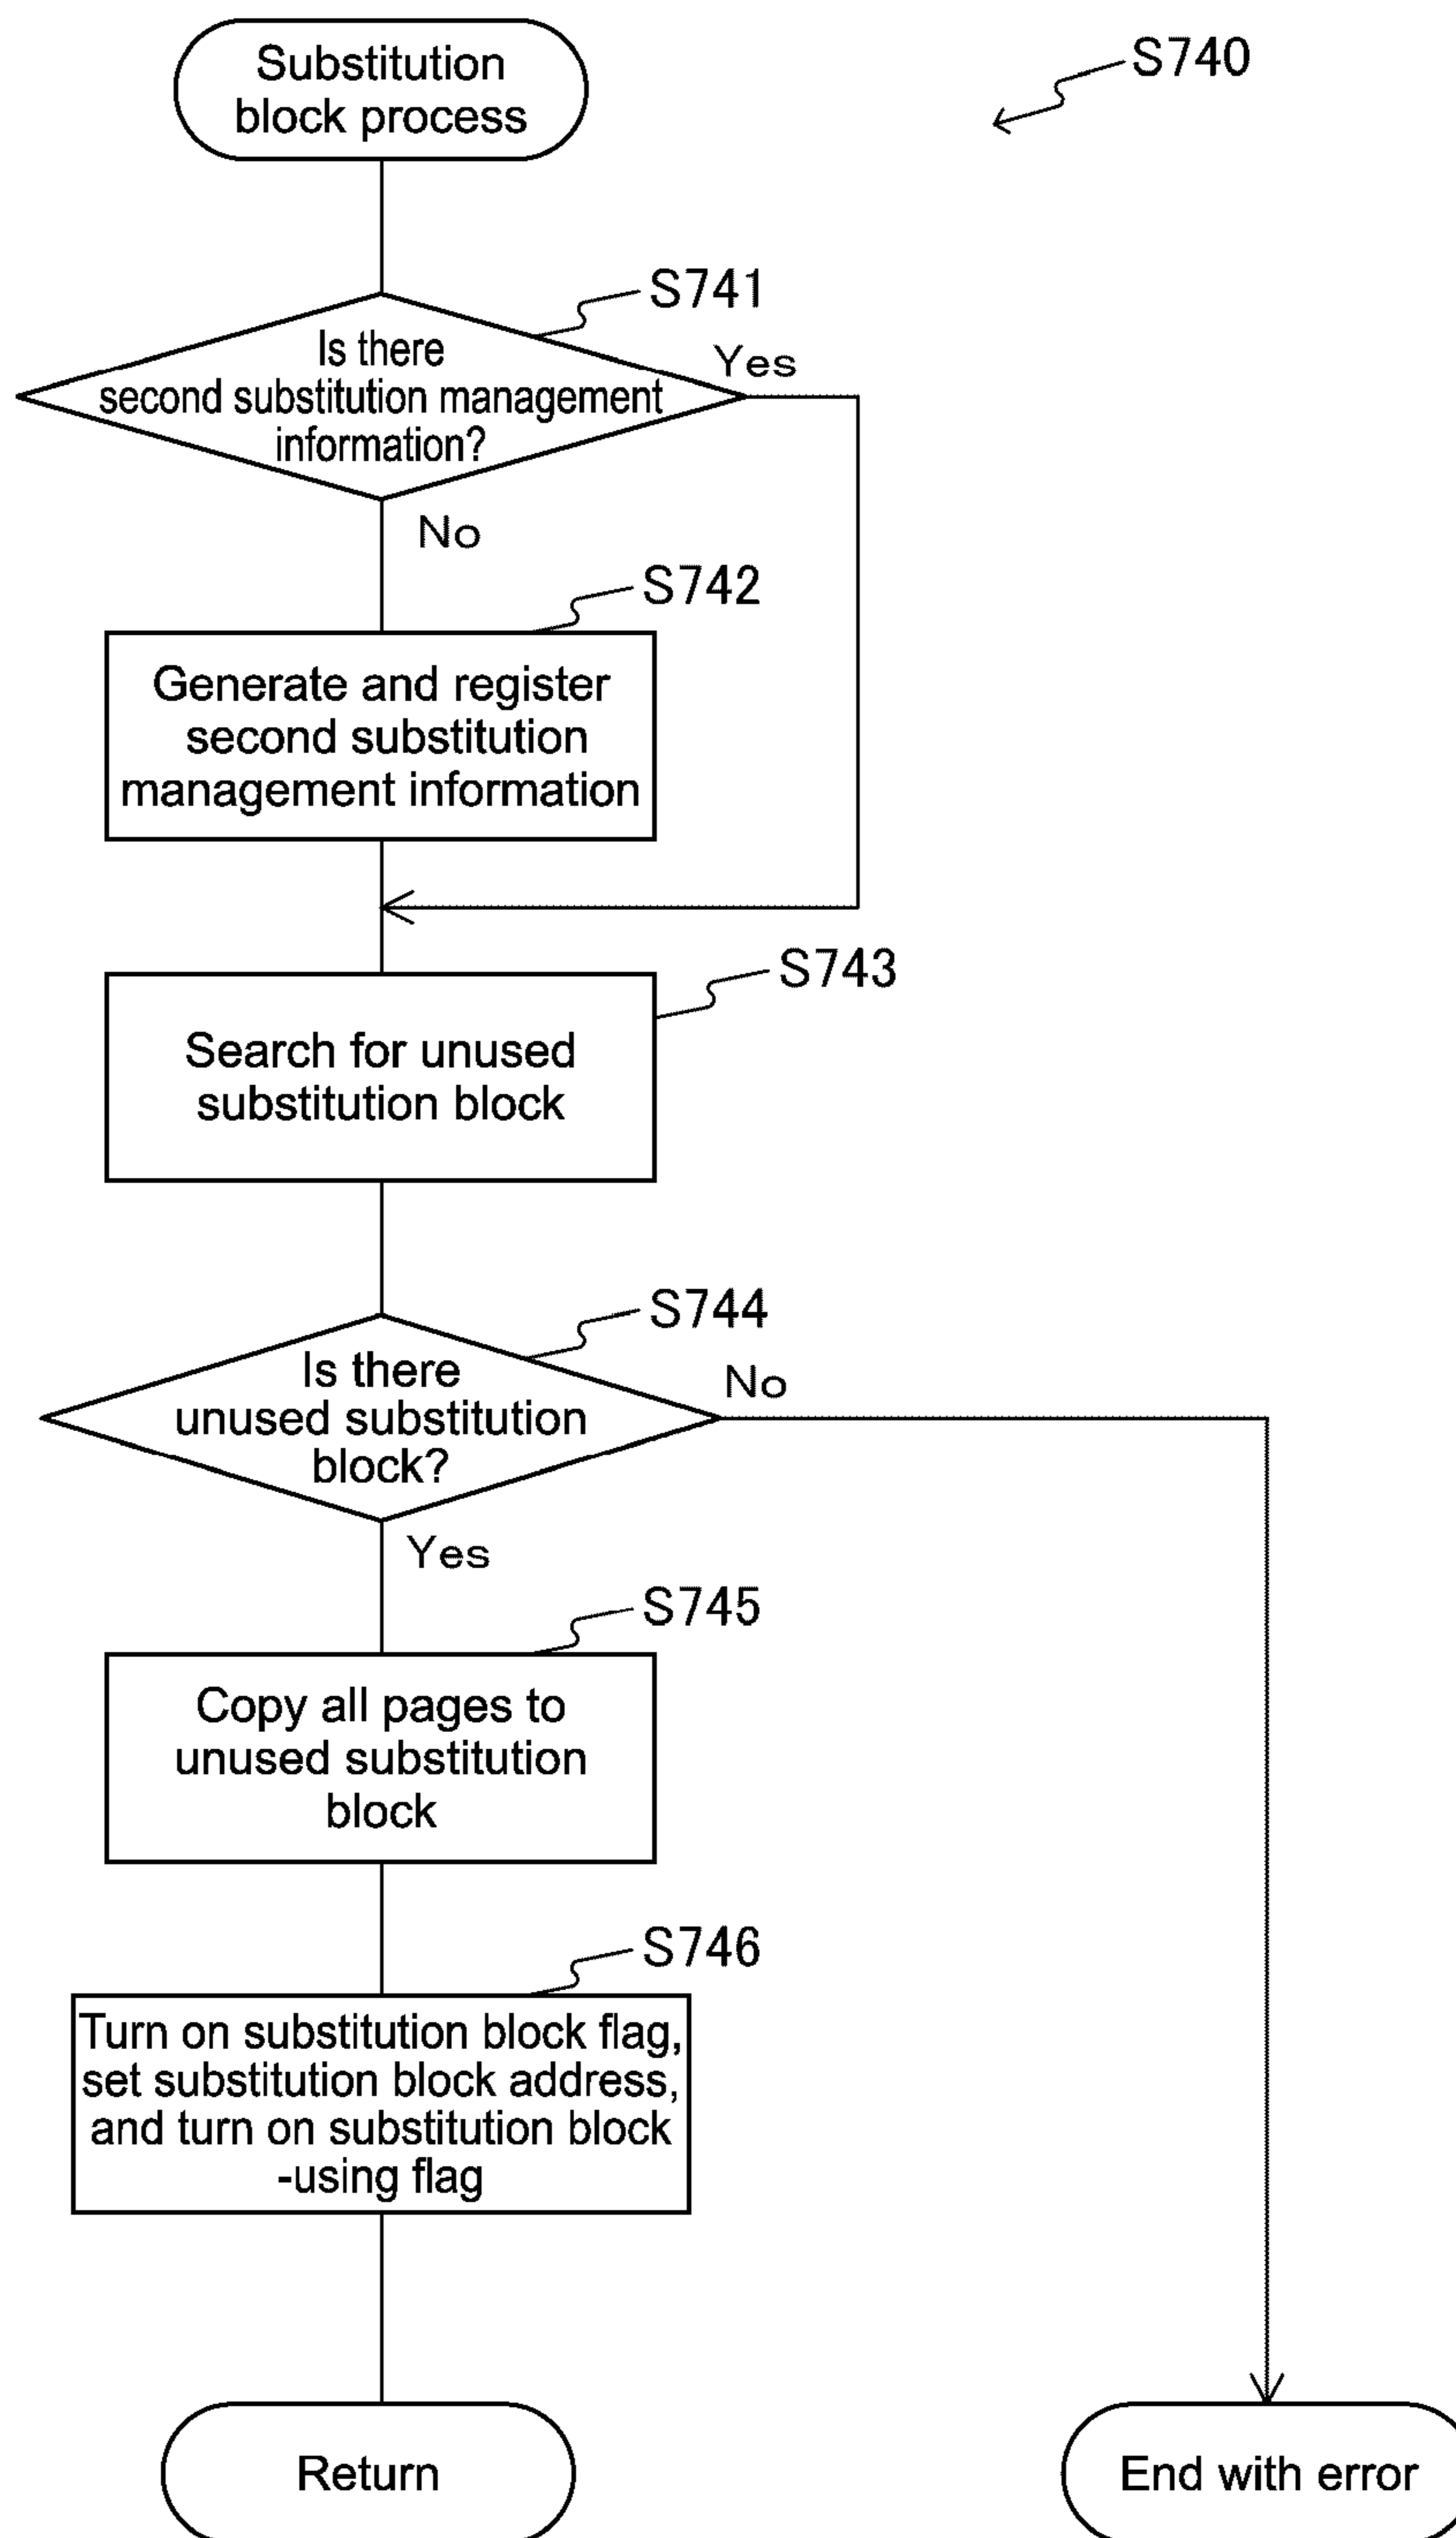 Substitution
block process
S740
S741
Is there
second substitution management
information?
Yes
No
S742
Generate and register
second substitution
management information
S743
Search for unused
substitution block
S744
Is there
unused substitution
block?
No
Yes
S745
Copy all pages to
unused substitution
block
S746
Turn on substitution block flag,
set substitution block address,
and turn on substitution block
-using flag
Return
End with error